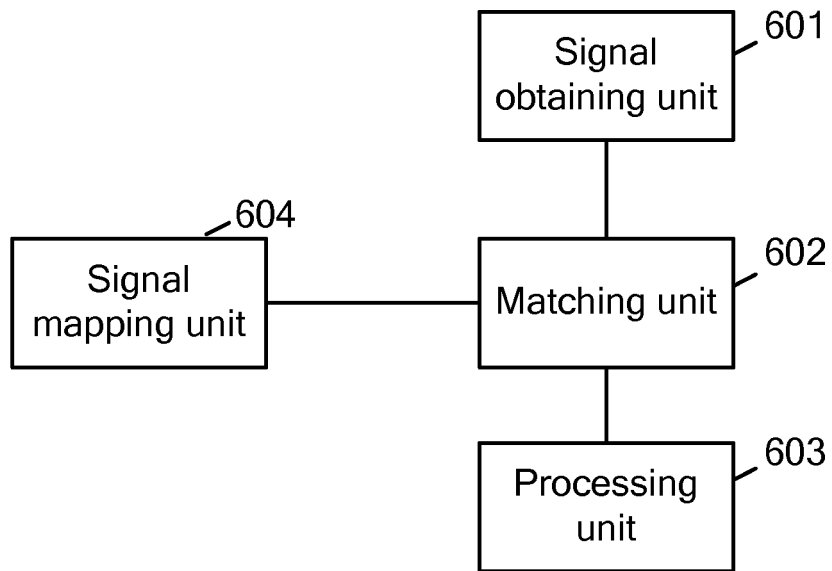 601
Signal
obtaining unit
604
Signal
mapping unit
602
Matching unit
603
Processing
unit